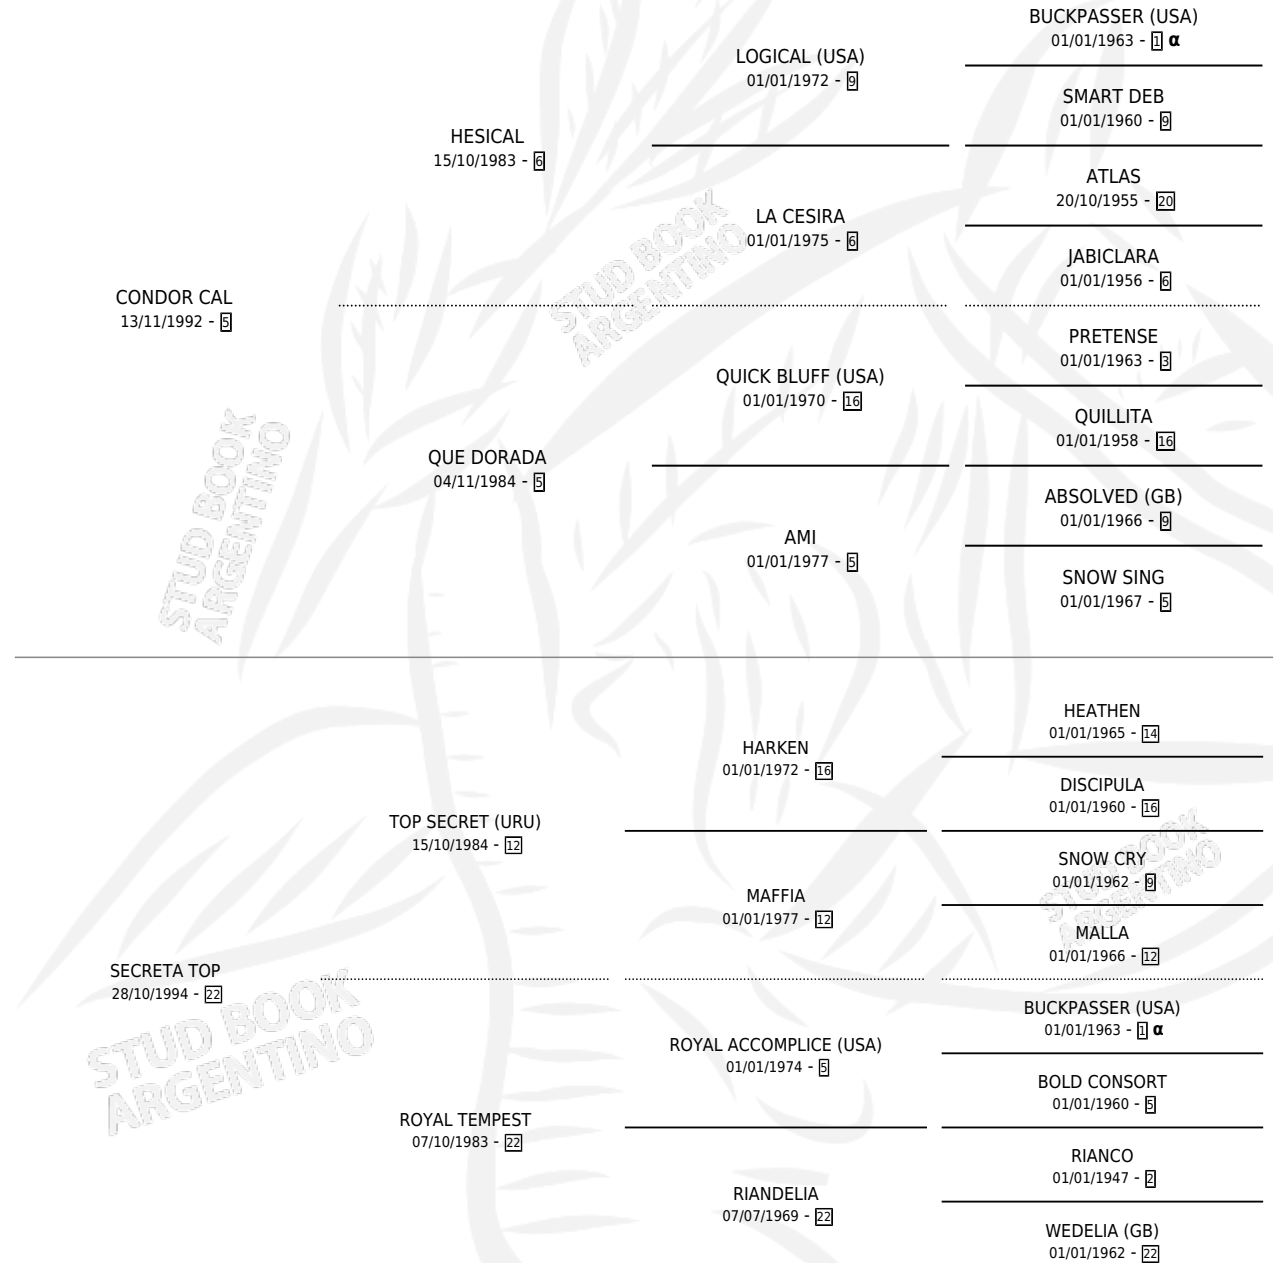 BUCKPASSER (USA)
01/01/1963 - 1 α
LOGICAL (USA)
01/01/1972 - 9
SMART DEB
01/01/1960 - 9
HESICAL
15/10/1983 - 6
ATLAS
20/10/1955 - 20
LA CESIRA
01/01/1975 - 6
JABICLARA
01/01/1956 - 6
CONDOR CAL
13/11/1992 - 5
PRETENSE
01/01/1963 - 3
QUICK BLUFF (USA)
01/01/1970 - 16
QUILLITA
01/01/1958 - 16
QUE DORADA
04/11/1984 - 5
ABSOLVED (GB)
01/01/1966 - 9
AMI
01/01/1977 - 5
SNOW SING
01/01/1967 - 5
HEATHEN
01/01/1965 - 14
HARKEN
01/01/1972 - 16
DISCIPULA
01/01/1960 - 16
TOP SECRET (URU)
15/10/1984 - 12
SNOW CRY
01/01/1962 - 9
MAFFIA
01/01/1977 - 12
MALLA
01/01/1966 - 12
SECRETA TOP
28/10/1994 - 22
BUCKPASSER (USA)
01/01/1963 - 1 α
ROYAL ACCOMPLICE (USA)
01/01/1974 - 5
BOLD CONSORT
01/01/1960 - 5
ROYAL TEMPEST
07/10/1983 - 22
RIANCO
01/01/1947 - 2
RIANDELIA
07/07/1969 - 22
WEDELIA (GB)
01/01/1962 - 22
STUD BOOK
ARGENTINO
STUD BOOK
ARGENTINO
STUD BOOK
ARGENTINO
STUD BOOK
ARGENTINO